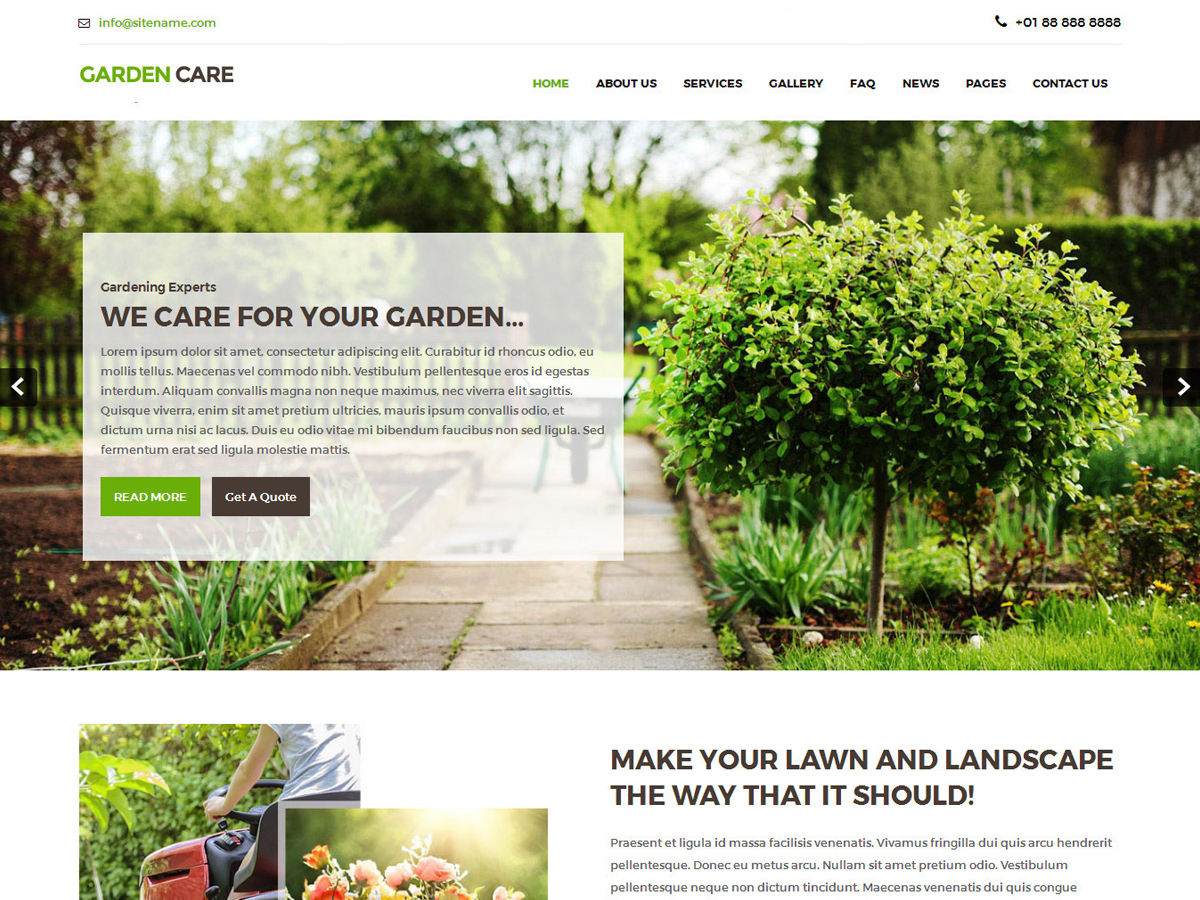 info@sitename.com
+01 88 888 8888
GARDEN CARE
HOME ABOUT US SERVICES GALLERY FAQ NEWS PAGES CONTACT US
Gardening Experts
WE CARE FOR YOUR GARDEN...
Lorem ipsum dolor sit amet, consectetur adipiscing elit. Curabitur id rhoncus odio, eu
mollis tellus. Maecenas vel commodo nibh. Vestibulum pellentesque eros id egestas
interdum. Aliquam convallis magna non neque maximus, nec viverra elit sagittis.
Quisque viverra, enim sit amet pretium ultricies, mauris ipsum convallis odio, et
dictum urna nisi ac lacus. Duis eu odio vitae mi bibendum faucibus non sed ligula. Sed
fermentum erat sed ligula molestie mattis.
READ MORE Get A Quote
MAKE YOUR LAWN AND LANDSCAPE
THE WAY THAT IT SHOULD!
Praesent et ligula id massa facilisis venenatis. Vivamus fringilla dui quis arcu hendrerit
pellentesque. Donec eu metus arcu. Nullam sit amet pretium odio. Vestibulum
pellentesque neque non dictum tincidunt. Maecenas venenatis dui quis congue